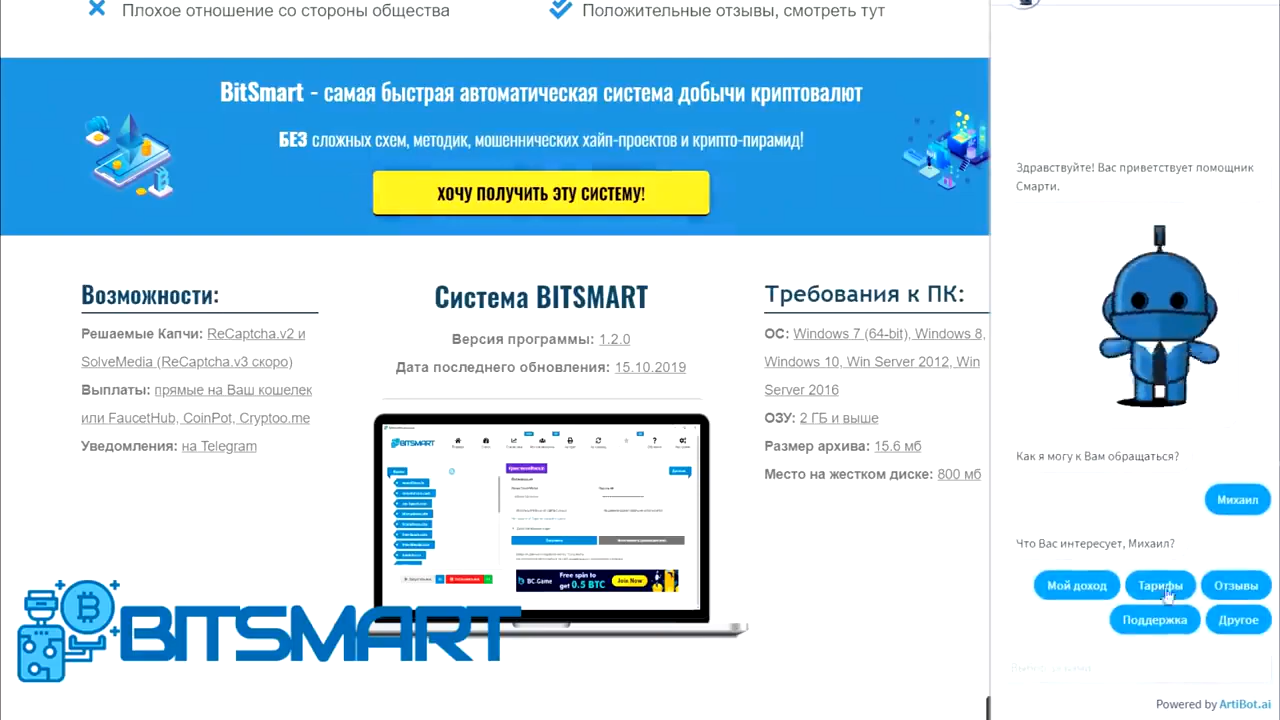 Плохое отношение со стороны общества
Положительные отзывы, смотреть тут
BitSmart - самая быстрая автоматическая система добычи криптовалют
БЕЗ сложных схем, методик, мошеннических хайп-проектов и крипто-пирамид!
ХОЧУ ПОЛУЧИТЬ ЭТУ СИСТЕМУ!
Возможности:
Решаемые Капчи: ReCaptcha.v2 и
SolveMedia (ReCaptcha.v3 скоро)
Выплаты: прямые на Ваш кошелек
или FaucetHub, CoinPot, Cryptoo.me
Уведомления: на Telegram
Система BITSMART
Версия программы: 1.2.0
Дата последнего обновления: 15.10.2019
BITSMART
BC.Game
Free spin to
get 0.5 BTC
Join Now
Требования к ПК:
ОС: Windows 7 (64-bit), Windows 8,
Windows 10, Win Server 2012, Win
Server 2016
ОЗУ: 2 ГБ и выше
Размер архива: 15.6 мб
Место на жестком диске: 800 мб
BITSMART
Здравствуйте! Вас приветствует помощник
Смарти.
Как я могу к Вам обращаться?
Михаил
Что Вас интересует, Михаил?
Мой доход
Тарифы
Отзывы
Поддержка
Другое
Powered by ArtiBot.ai